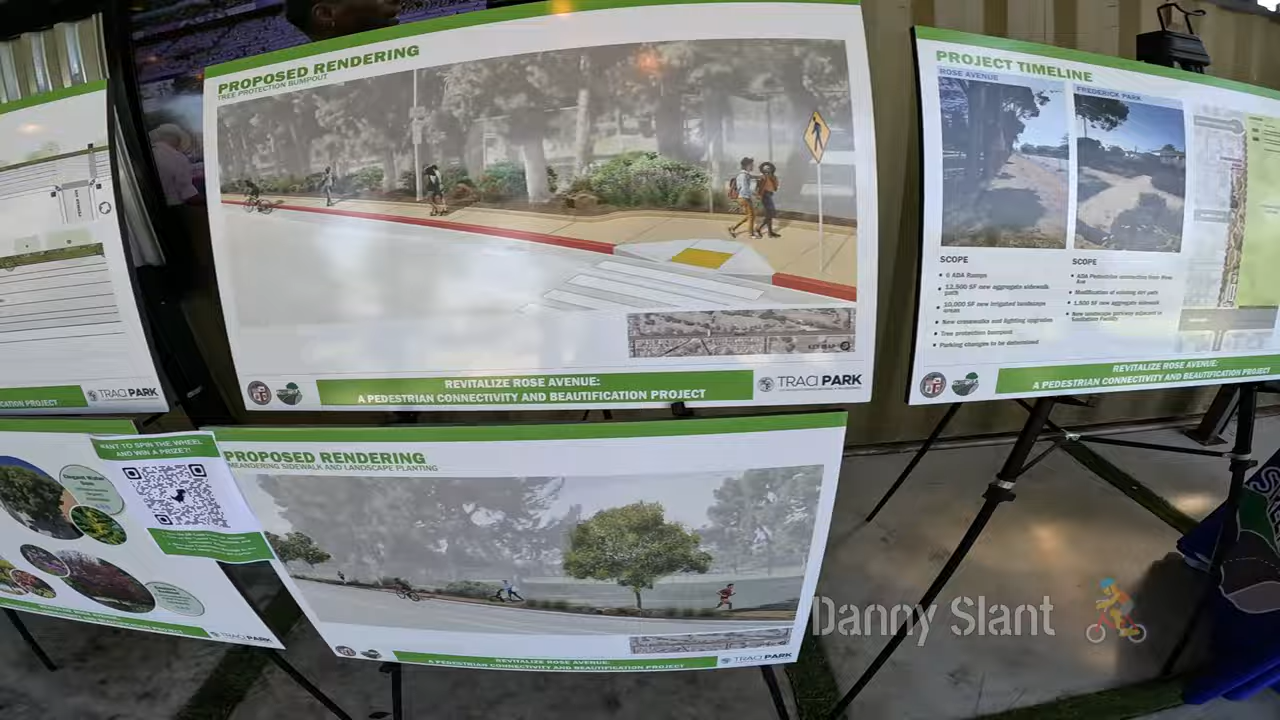 PROPOSED RENDERING
TREE PROTECTION BUMPOUT
KEY MAP
REVITALIZE ROSE AVENUE:
A PEDESTRIAN CONNECTIVITY AND BEAUTIFICATION PROJECT
TRACI PARK
PROJECT TIMELINE
ROSE AVENUE
FREDERICK PARK
SCOPE
• 6 ADA Ramps
• 12,500 SF new aggregate sidewalk path
• 10,000 SF new irrigated landscape areas
• New crosswalks and lighting upgrades
• Tree protection bumpout
• Parking changes to be determined
SCOPE
• ADA Pedestrian connection from Rose Ave
• Modification of existing dirt path
• 1,500 SF new aggregate sidewalk
• New landscape parkway adjacent to Sanitation Facility
REVITALIZE ROSE AVENUE:
A PEDESTRIAN CONNECTIVITY AND BEAUTIFICATION PROJECT
CATION PROJECT
TRACI PARK
WANT TO SPIN THE WHEEL
AND WIN A PRIZE?!
TRACI PARK
PROPOSED RENDERING
MEANDERING SIDEWALK AND LANDSCAPE PLANTING
REVITALIZE ROSE AVENUE:
A PEDESTRIAN CONNECTIVITY AND BEAUTIFICATION PROJECT
TRACI PARK
Danny Slant